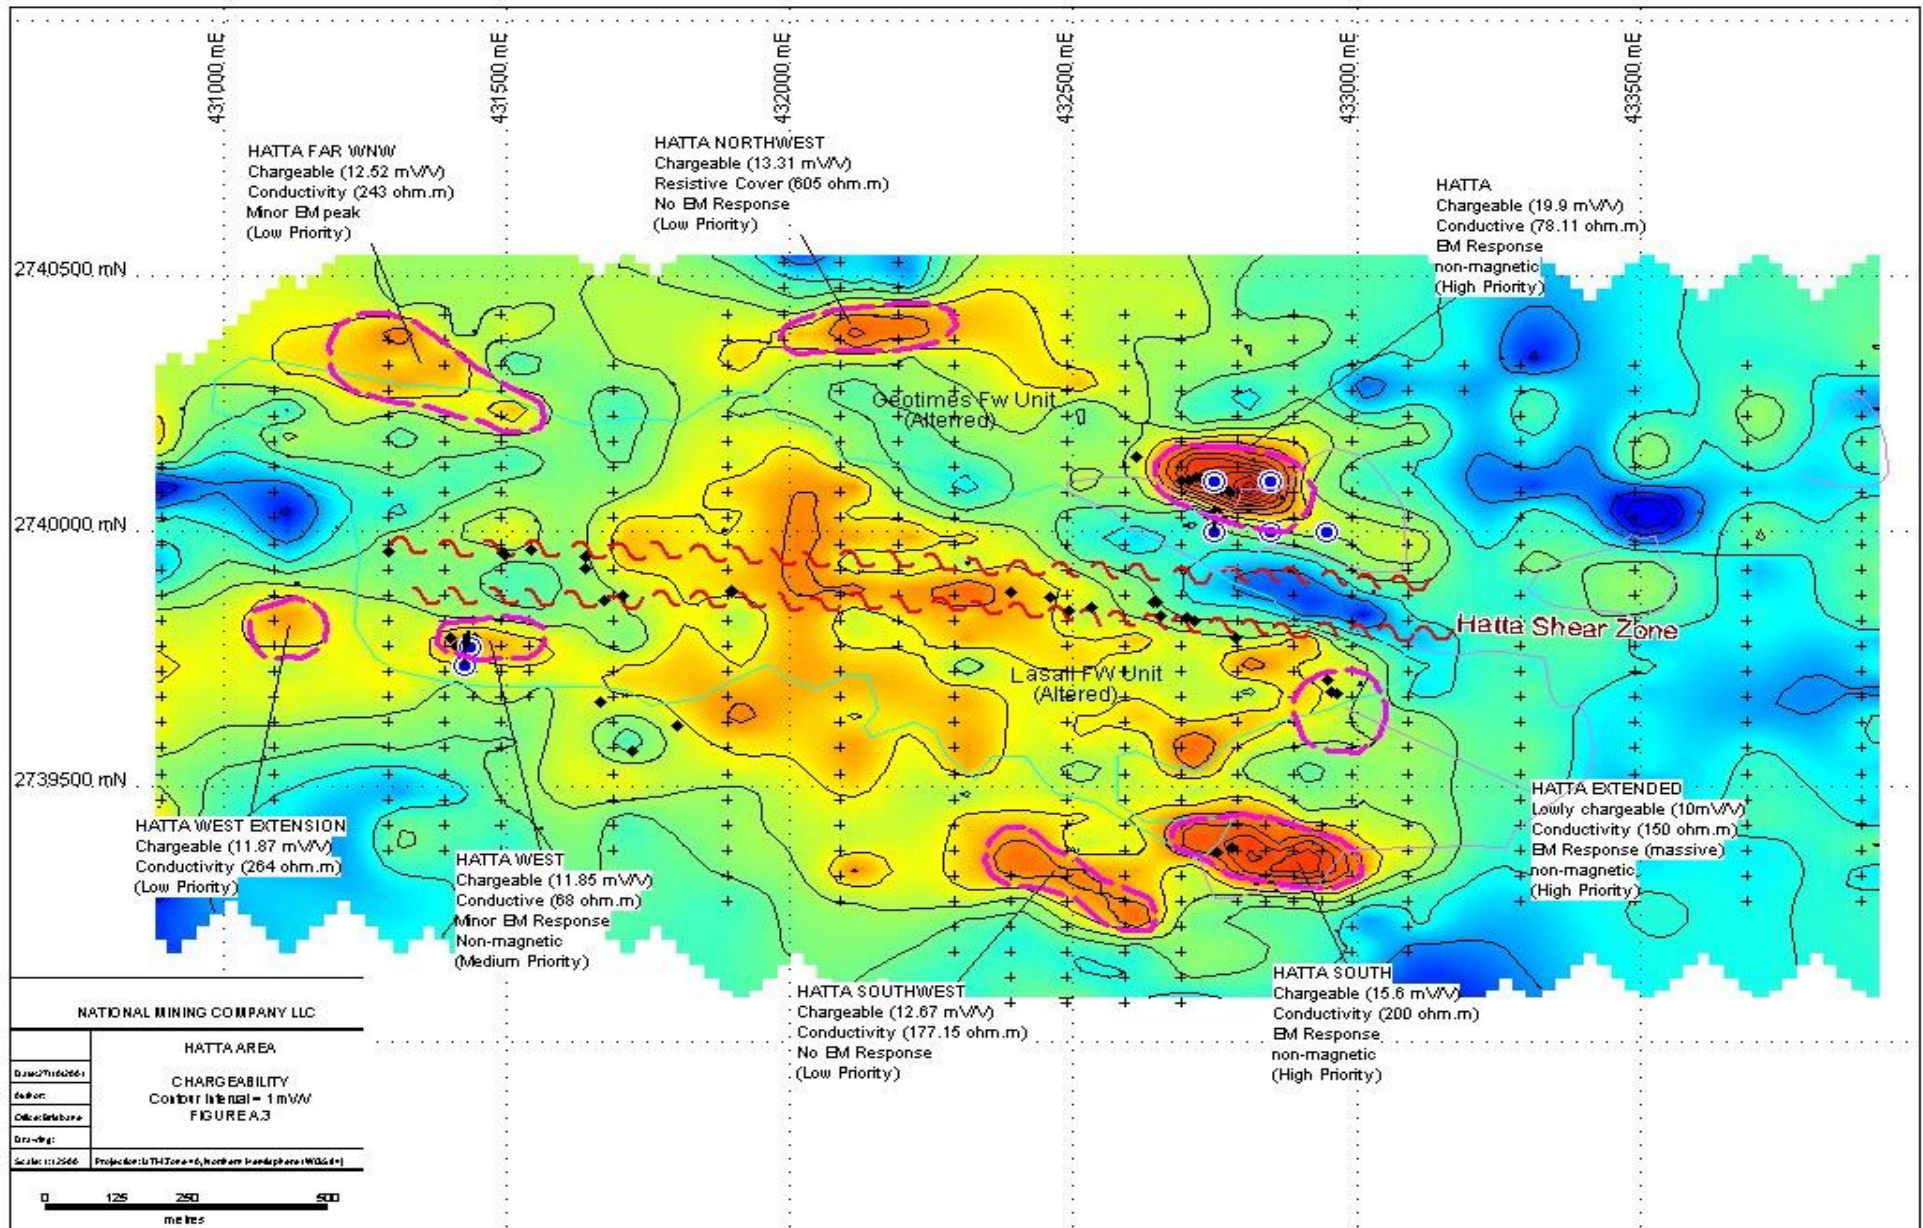 431000 mE
431500 mE
432000 mE
432500 mE
433000 mE
433500 mE
HATTA FAR WNW
Chargeable (12.52 mV/V)
Conductivity (243 ohm.m)
Minor EM peak
(Low Priority)
HATTA NORTHWEST
Chargeable (13.31 mV/V)
Resistive Cover (605 ohm.m)
No EM Response
(Low Priority)
HATTA
Chargeable (19.9 mV/V)
Conductive (78.11 ohm.m)
EM Response
non-magnetic
(High Priority)
2740500 mN
Geotimes Fw Unit
(Alterred)
2740000 mN
Hatta Shear Zone
Lasail FW Unit
(Altered)
2739500 mN
HATTA EXTENDED
Lowly chargeable (10mV/V)
Conductivity (150 ohm.m)
EM Response (massive)
non-magnetic
(High Priority)
HATTA WEST EXTENSION
Chargeable (11.87 mV/V)
Conductivity (264 ohm.m)
(Low Priority)
HATTA WEST
Chargeable (11.85 mV/V)
Conductive (68 ohm.m)
Minor EM Response
Non-magnetic
(Medium Priority)
HATTA SOUTHWEST
Chargeable (12.67 mV/V)
Conductivity (177.15 ohm.m)
No EM Response
(Low Priority)
HATTA SOUTH
Chargeable (15.6 mV/V)
Conductivity (200 ohm.m)
EM Response
non-magnetic
(High Priority)
NATIONAL MINING COMPANY LLC
HATTA AREA
CHARGEABILITY
Contour Interval = 1mV/V
FIGURE A.3
Author:
Office: Brisbane
Drawing:
0 125 250 500
metres